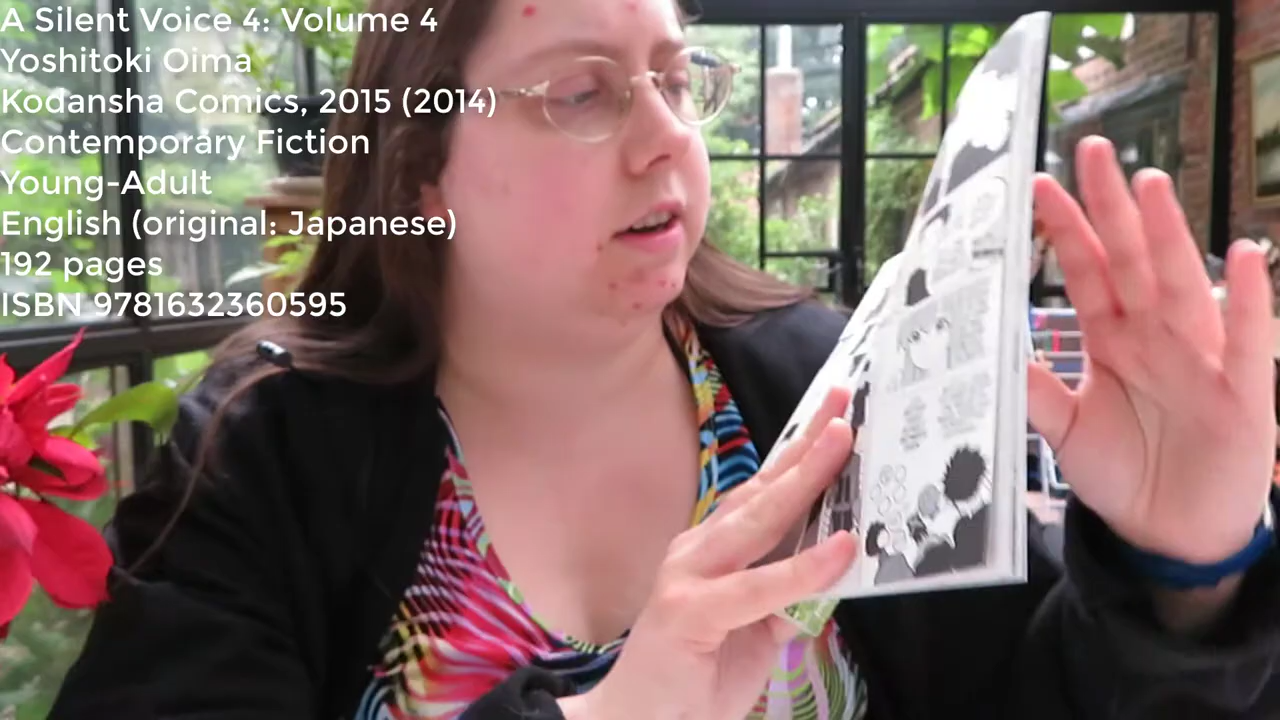 A Silent Voice 4: Volume 4
Yoshitoki Oima
Kodansha Comics, 2015 (2014)
Contemporary Fiction
Young-Adult
English (original: Japanese)
192 pages
ISBN 9781632360595